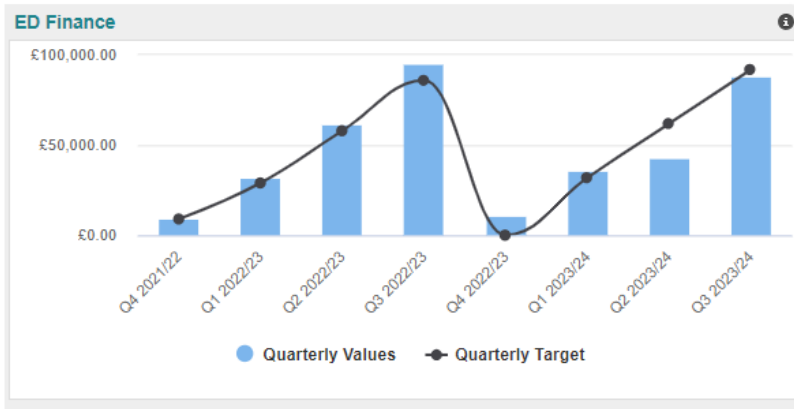 ED Finance
£100,000.00
£50,000.00
£0.00
Q4 2021/22
Q1 2022/23
Q2 2022/23
Q3 2022/23
Q4 2022/23
Q1 2023/24
Q2 2023/24
Q3 2023/24
Quarterly Values
Quarterly Target